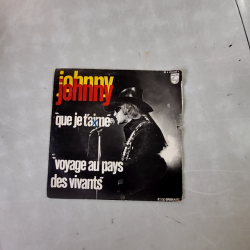 johnny
johnny
"que je t'aime"
"voyage au pays
des vivants"